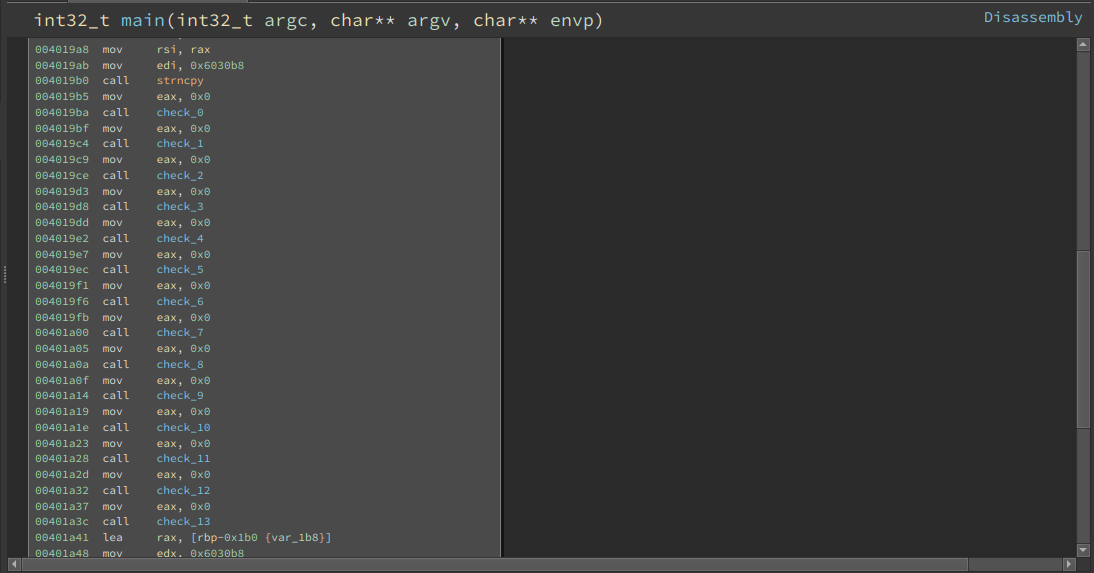 int32_t main(int32_t argc, char** argv, char** envp)
Disassembly
004019a8 mov rsi, rax
004019ab mov edi, 0x6030b8
004019b0 call strncpy
004019b5 mov eax, 0x0
004019ba call check_0
004019bf mov eax, 0x0
004019c4 call check_1
004019c9 mov eax, 0x0
004019ce call check_2
004019d3 mov eax, 0x0
004019d8 call check_3
004019dd mov eax, 0x0
004019e2 call check_4
004019e7 mov eax, 0x0
004019ec call check_5
004019f1 mov eax, 0x0
004019f6 call check_6
004019fb mov eax, 0x0
00401a00 call check_7
00401a05 mov eax, 0x0
00401a0a call check_8
00401a0f mov eax, 0x0
00401a14 call check_9
00401a19 mov eax, 0x0
00401a1e call check_10
00401a23 mov eax, 0x0
00401a28 call check_11
00401a2d mov eax, 0x0
00401a32 call check_12
00401a37 mov eax, 0x0
00401a3c call check_13
00401a41 lea rax, [rbp-0x1b0 {var_1b8}]
00401a48 mov edx, 0x6030b8